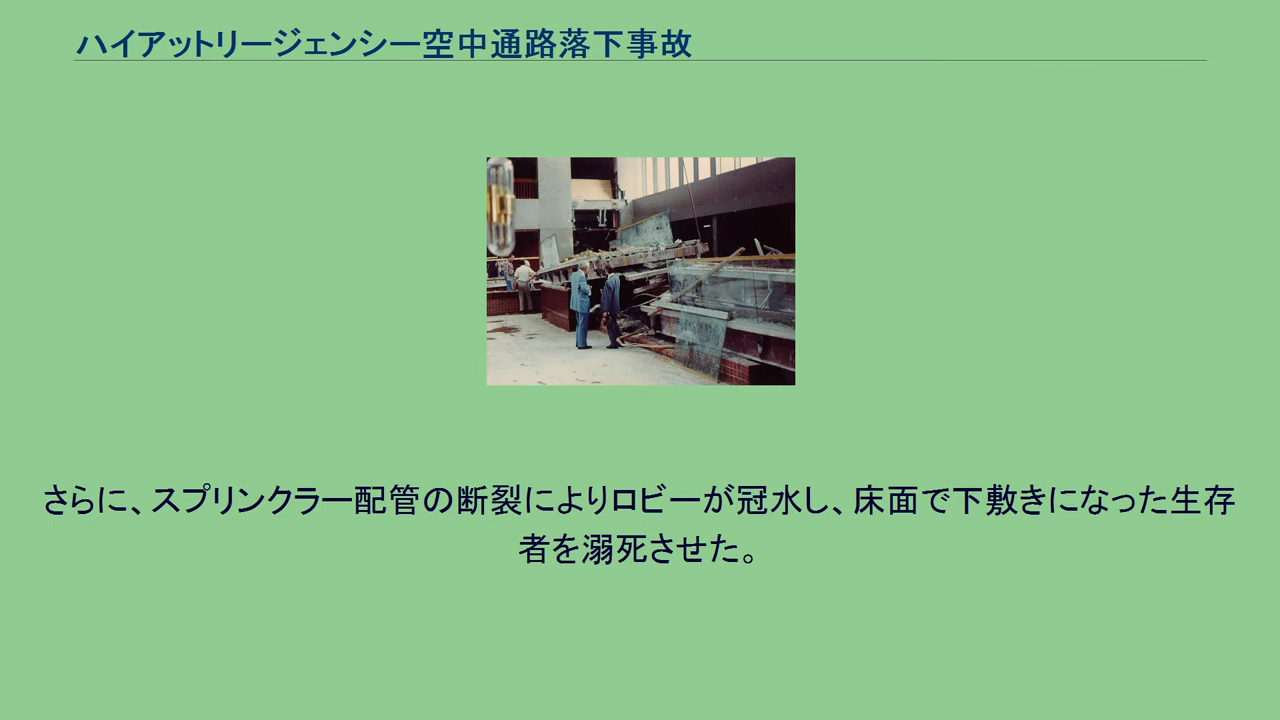 ハイアットリージェンシー空中通路落下事故
さらに、スプリンクラー配管の断裂によりロビーが冠水し、床面で下敷きになった生存
者を溺死させた。